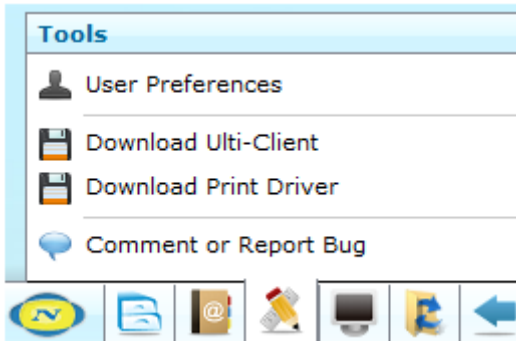 Tools
User Preferences
Download Ulti-Client
Download Print Driver
Comment or Report Bug
N
@